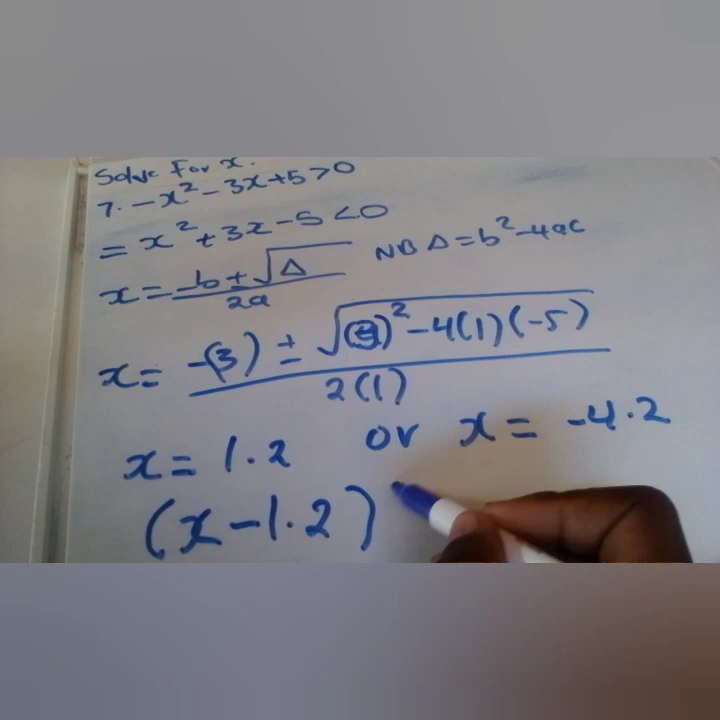 Solve For x.
7. -x² - 3x + 5 > 0
= x² + 3x - 5 < 0
x = -b ± √Δ / 2a NB Δ = b² - 4ac
x = -(3) ± √(3)² - 4(1)(-5) / 2(1)
x = 1.2 or x = -4.2
(x - 1.2)